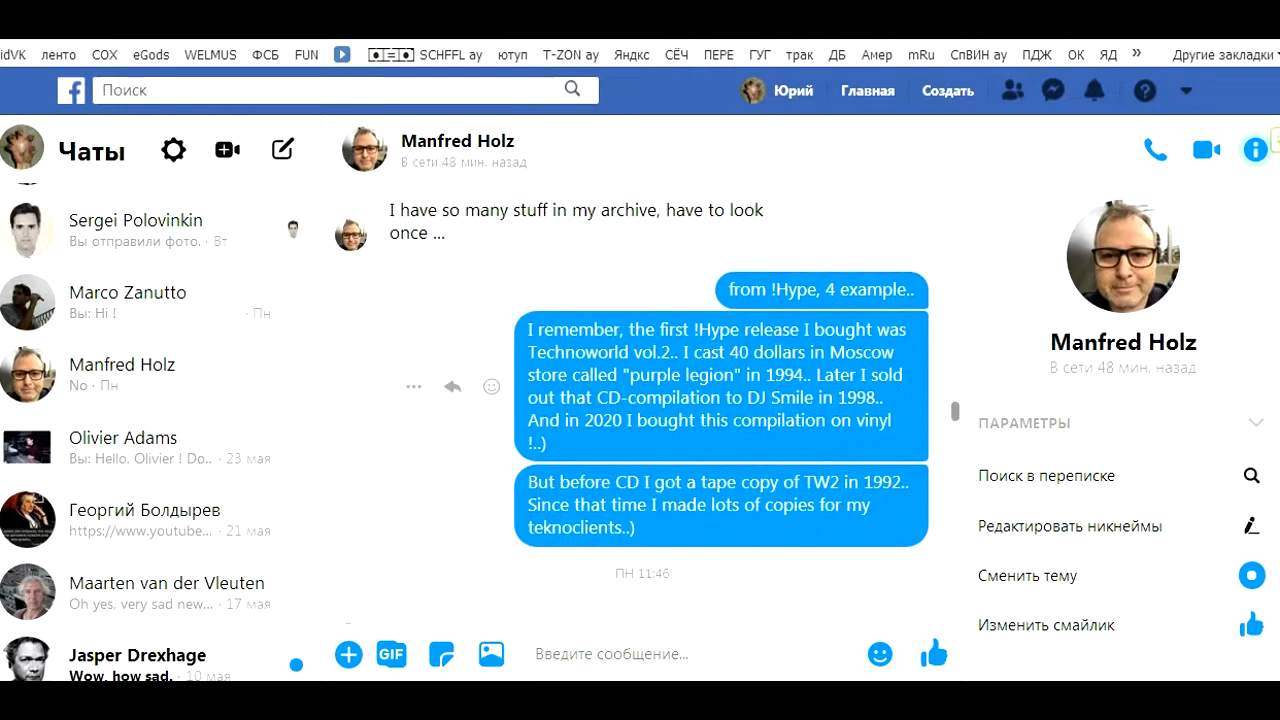 idVK ленто СОХ eGods WELMUS ФСБ FUN SCHFFL ау ютуп T-ZON ау Яндкс СЁЧ ПЕРЕ ГУГ трак ДБ Амер mRu СпВИН ау ПДЖ ОК ЯД » Другие закладки
f Поиск Юрий Главная Создать
Чаты
Manfred Holz
В сети 48 мин. назад
Sergei Polovinkin
Вы отправили фото. · Вт
Marco Zanutto
Вы: Hi ! · Пн
Manfred Holz
No · Пн
Olivier Adams
Вы: Hello, Olivier ! Do.. · 23 мая
Георгий Болдырев
https://www.youtube... · 21 мая
Maarten van der Vleuten
Oh yes, very sad new... · 17 мая
Jasper Drexhage
Wow, how sad. · 10 мая
I have so many stuff in my archive, have to look
once ...
from !Hype, 4 example..
I remember, the first !Hype release I bought was
Technoworld vol.2.. I cast 40 dollars in Moscow
store called "purple legion" in 1994.. Later I sold
out that CD-compilation to DJ Smile in 1998..
And in 2020 I bought this compilation on vinyl
!..)
But before CD I got a tape copy of TW2 in 1992..
Since that time I made lots of copies for my
teknoclients..)
ПН 11:46
GIF Введите сообщение...
Manfred Holz
В сети 48 мин. назад
ПАРАМЕТРЫ
Поиск в переписке
Редактировать никнеймы
Сменить тему
Изменить смайлик